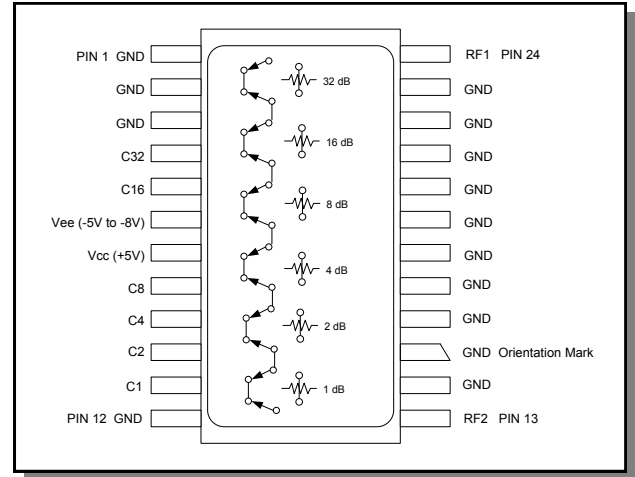 PIN 1 GND
GND
GND
C32
C16
Vee (-5V to -8V)
Vcc (+5V)
C8
C4
C2
C1
PIN 12 GND
32 dB
16 dB
8 dB
4 dB
2 dB
1 dB
RF1 PIN 24
GND
GND
GND
GND
GND
GND
GND
GND
GND Orientation Mark
GND
RF2 PIN 13